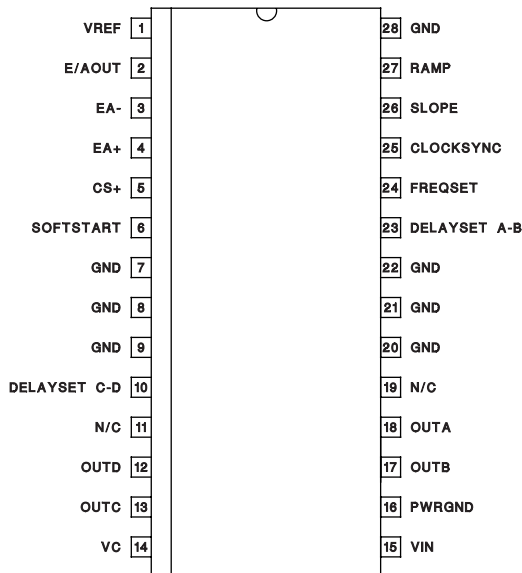 VREF 1
E/AOUT 2
EA- 3
EA+ 4
CS+ 5
SOFTSTART 6
GND 7
GND 8
GND 9
DELAYSET C-D 10
N/C 11
OUTD 12
OUTC 13
VC 14
28 GND
27 RAMP
26 SLOPE
25 CLOCKSYNC
24 FREQSET
23 DELAYSET A-B
22 GND
21 GND
20 GND
19 N/C
18 OUTA
17 OUTB
16 PWRGND
15 VIN